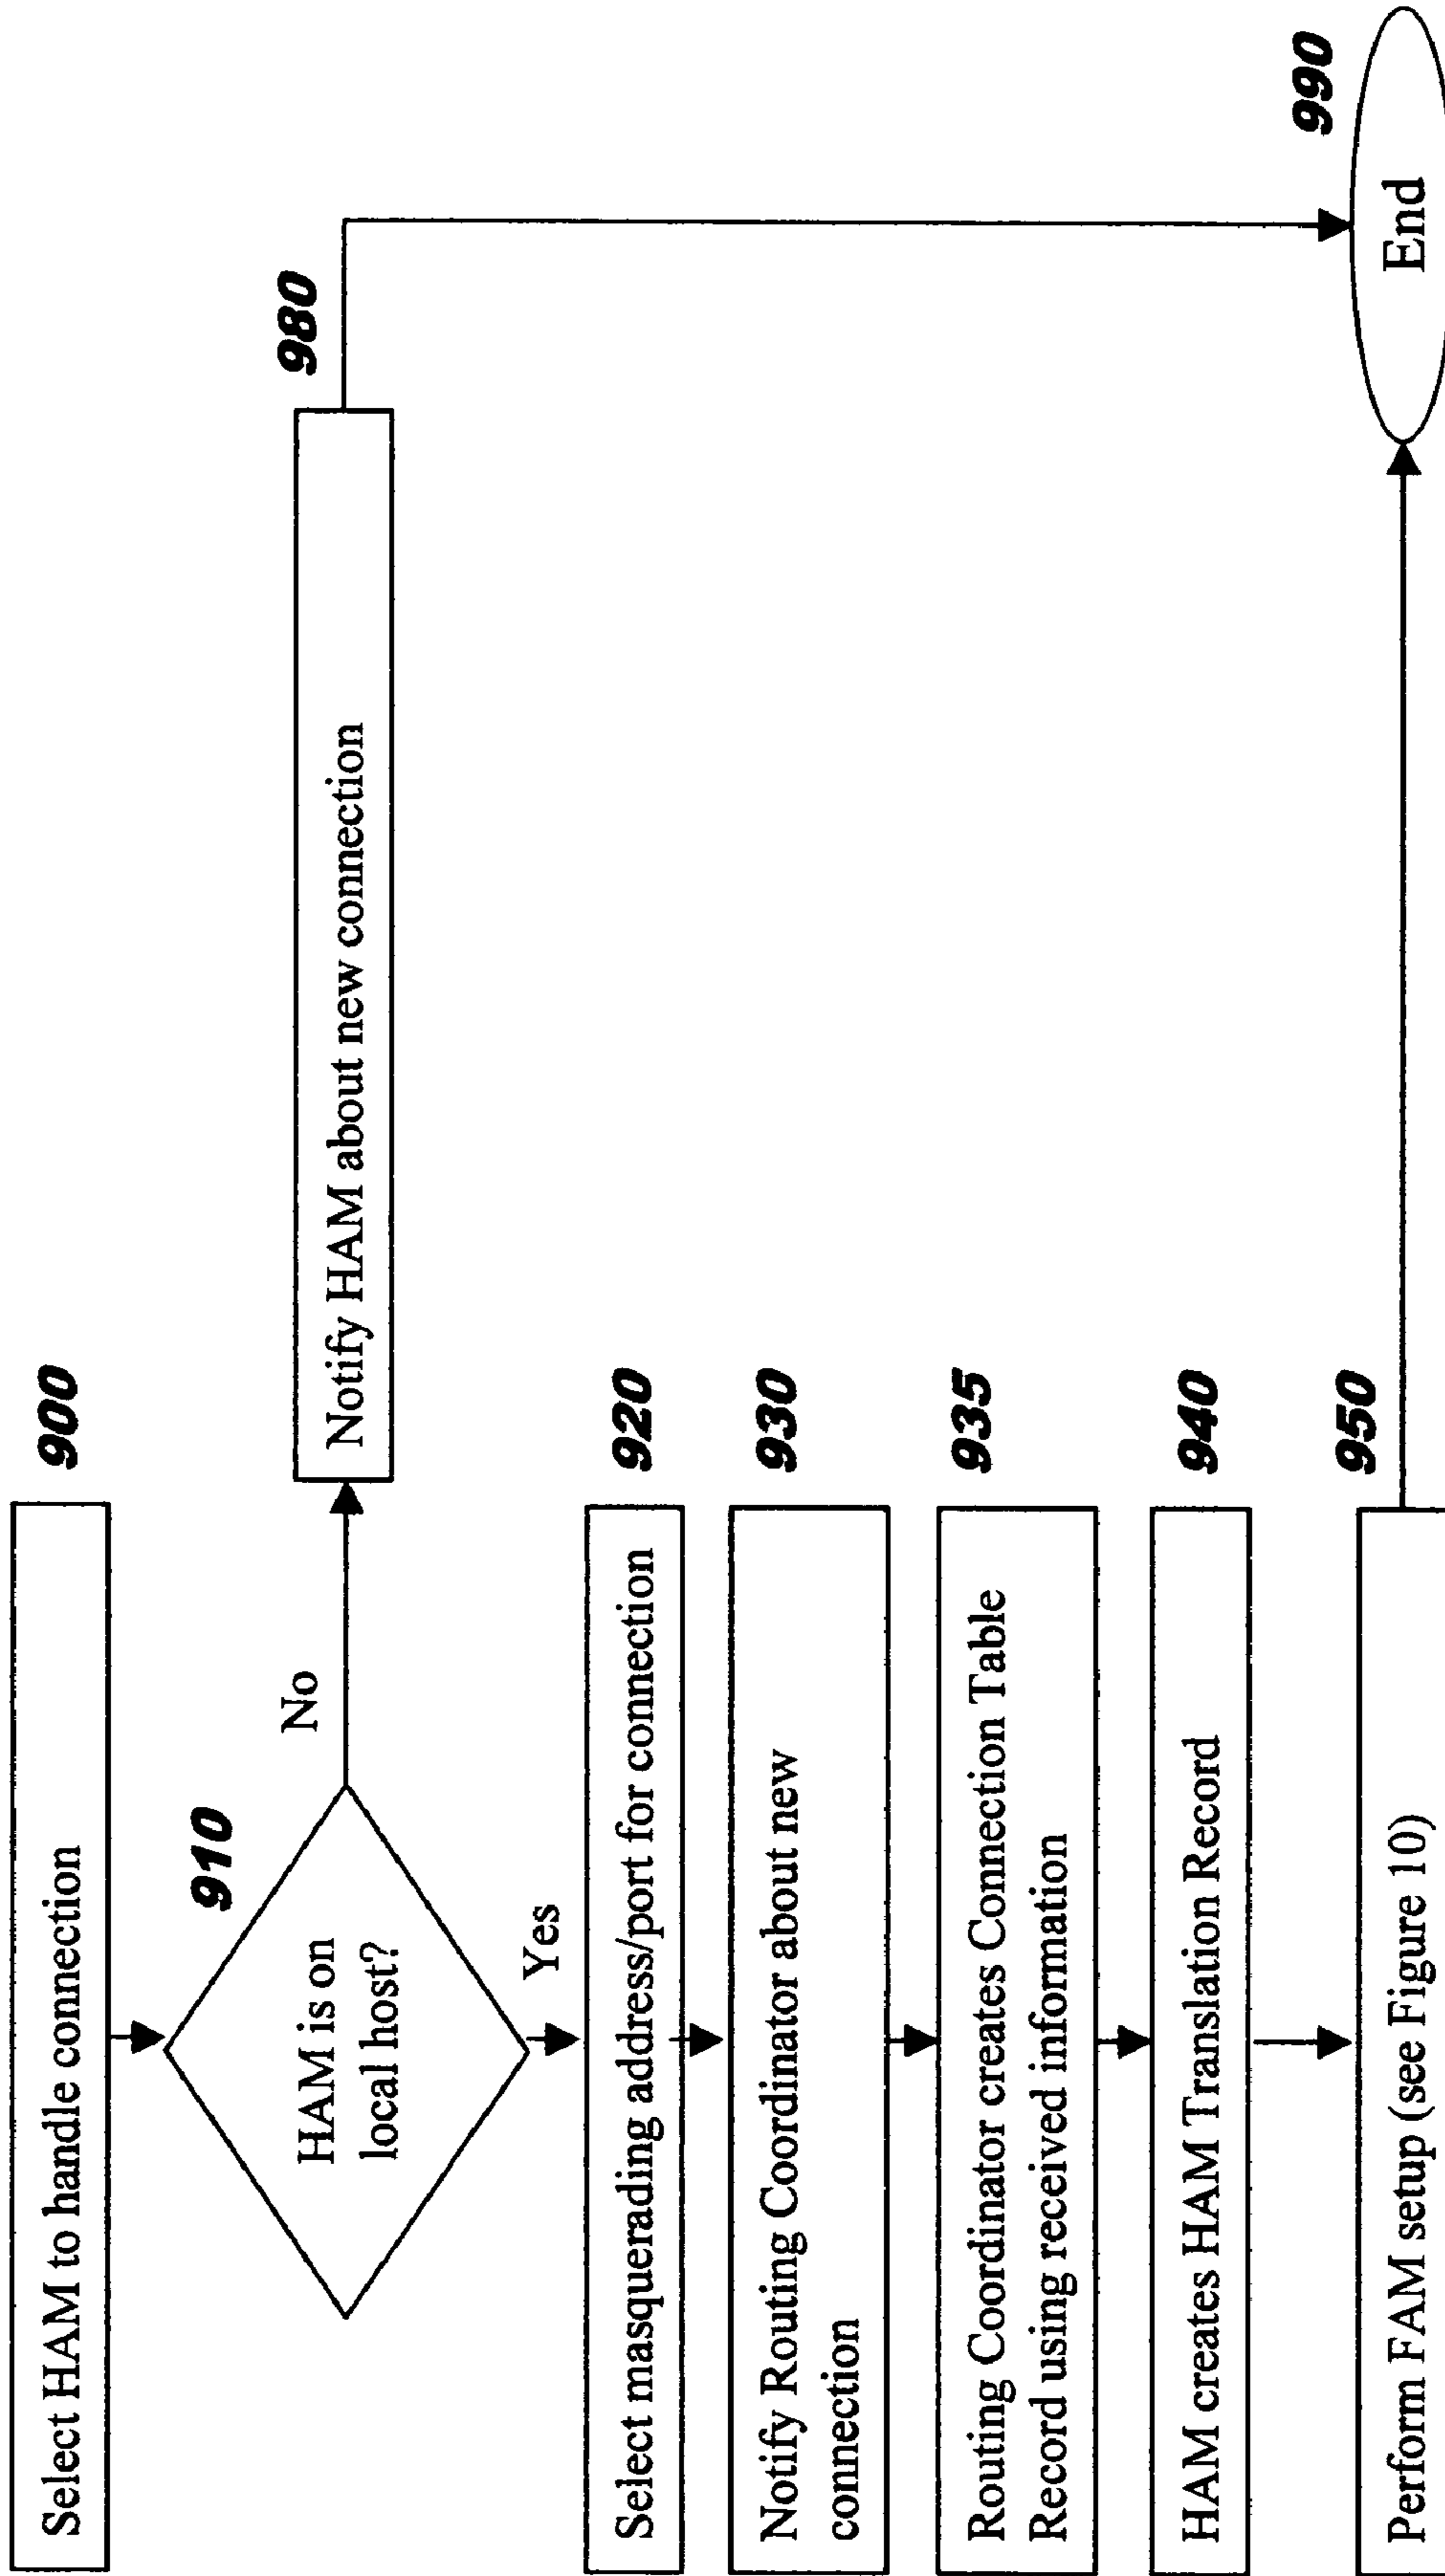 900
Select HAM to handle connection
910
HAM is on
local host?
No
980
Notify HAM about new connection
Yes
920
Select masquerading address/port for connection
930
Notify Routing Coordinator about new
connection
935
Routing Coordinator creates Connection Table
Record using received information
940
HAM creates HAM Translation Record
950
Perform FAM setup (see Figure 10)
990
End